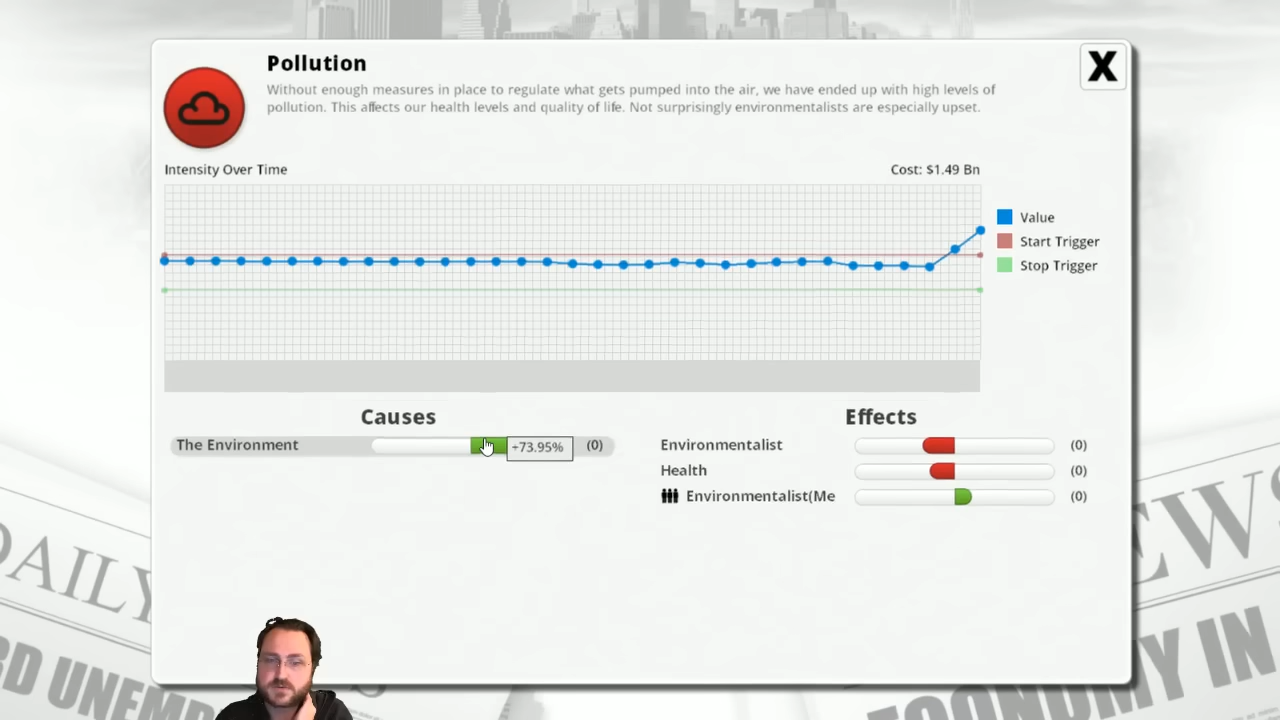 Pollution
X
Without enough measures in place to regulate what gets pumped into the air, we have ended up with high levels of
pollution. This affects our health levels and quality of life. Not surprisingly environmentalists are especially upset.
Intensity Over Time
Cost: $1.49 Bn
Value
Start Trigger
Stop Trigger
Causes
Effects
The Environment
+73.95%
(0)
Environmentalist
(0)
Health
(0)
Environmentalist(Me
(0)
DAILY
NEWS
RD UNEMP
ECONOMY IN